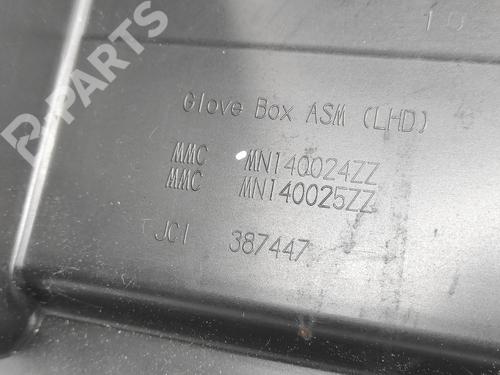 10
Glove Box ASM (LHD)
MMC MN140024ZZ
MMC MN140025ZZ
JCI 387447
B-PARTS